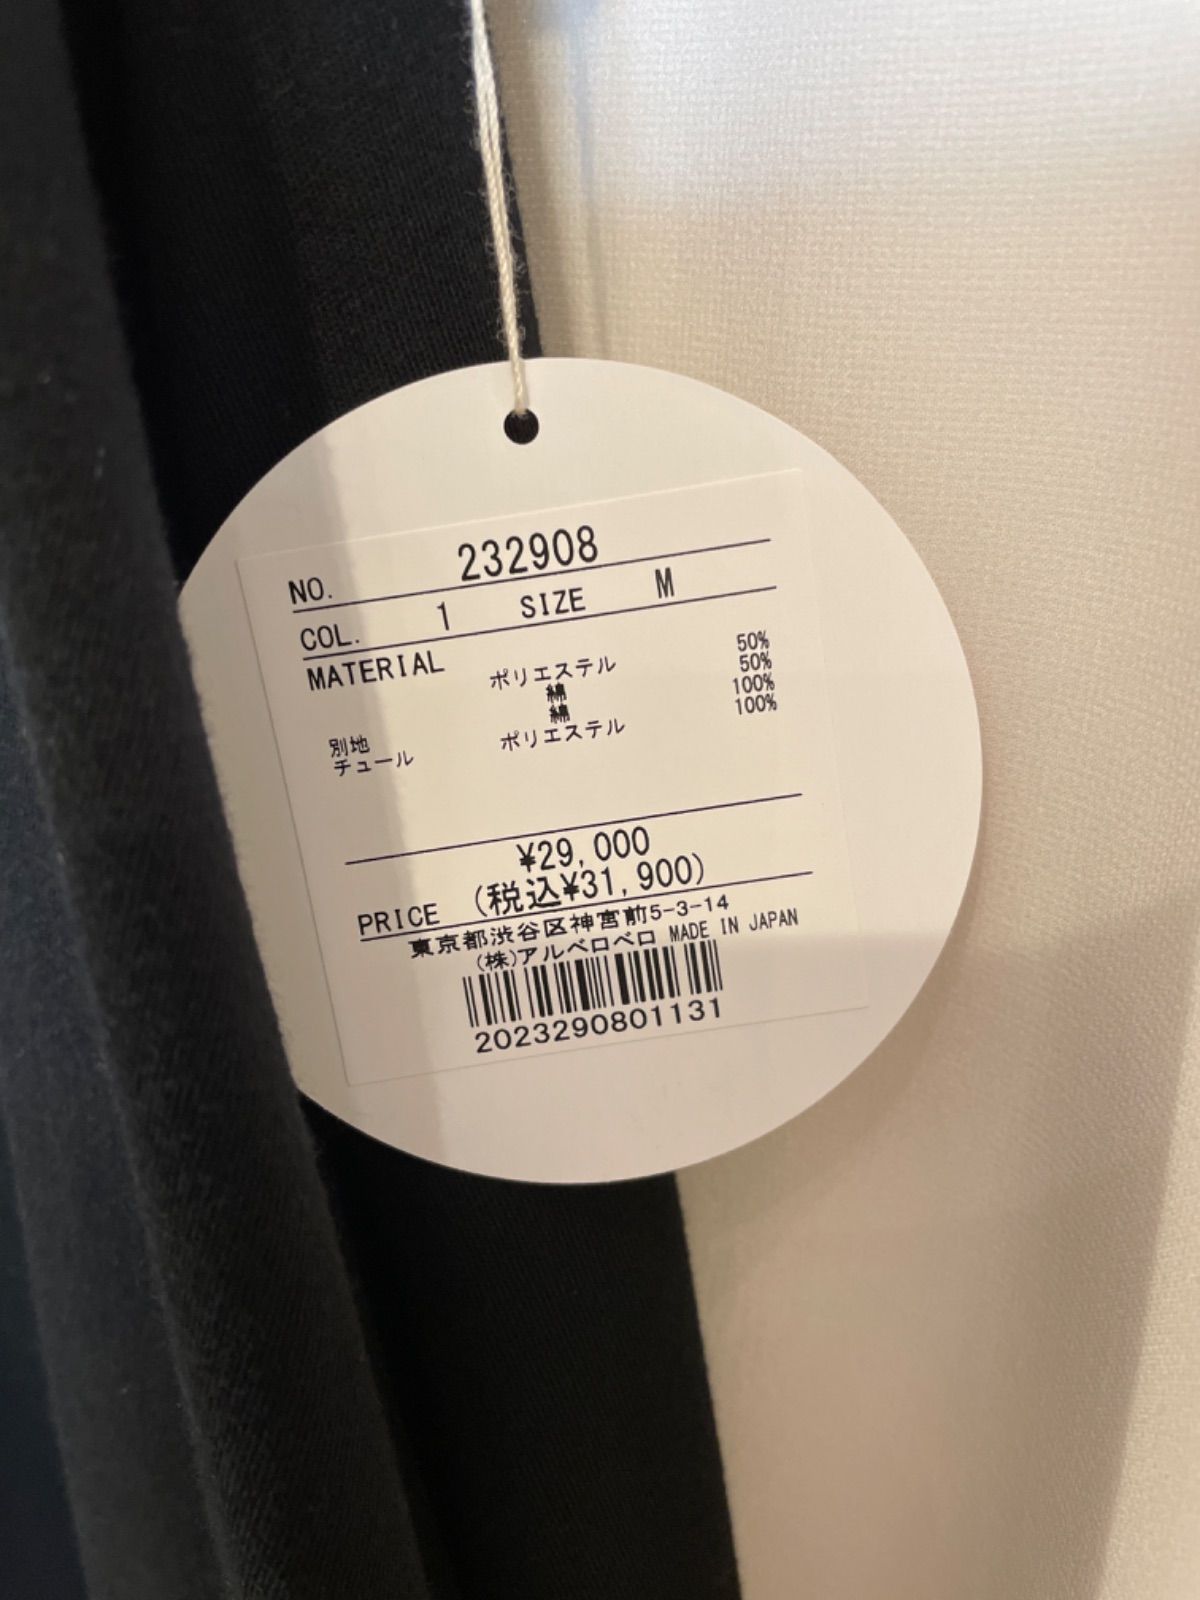 NO. 232908
COL. 1 SIZE M
MATERIAL ポリエステル 50%
綿 50%
別地 綿 100%
チュール ポリエステル 100%
¥29,000
PRICE (税込¥31,900)
東京都渋谷区神宮前5-3-14
(株)アルベロベロ MADE IN JAPAN
2023290801131